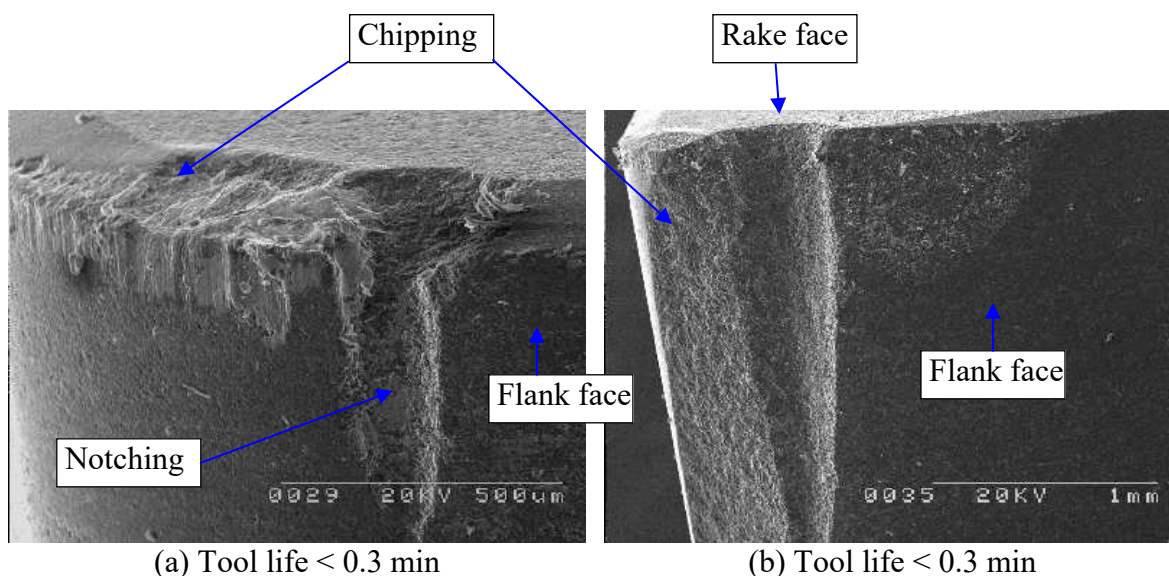 Chipping
Rake face
Flank face
Flank face
Notching
0029 20KV 500um
0035 20KV 1mm
(a) Tool life < 0.3 min
(b) Tool life < 0.3 min